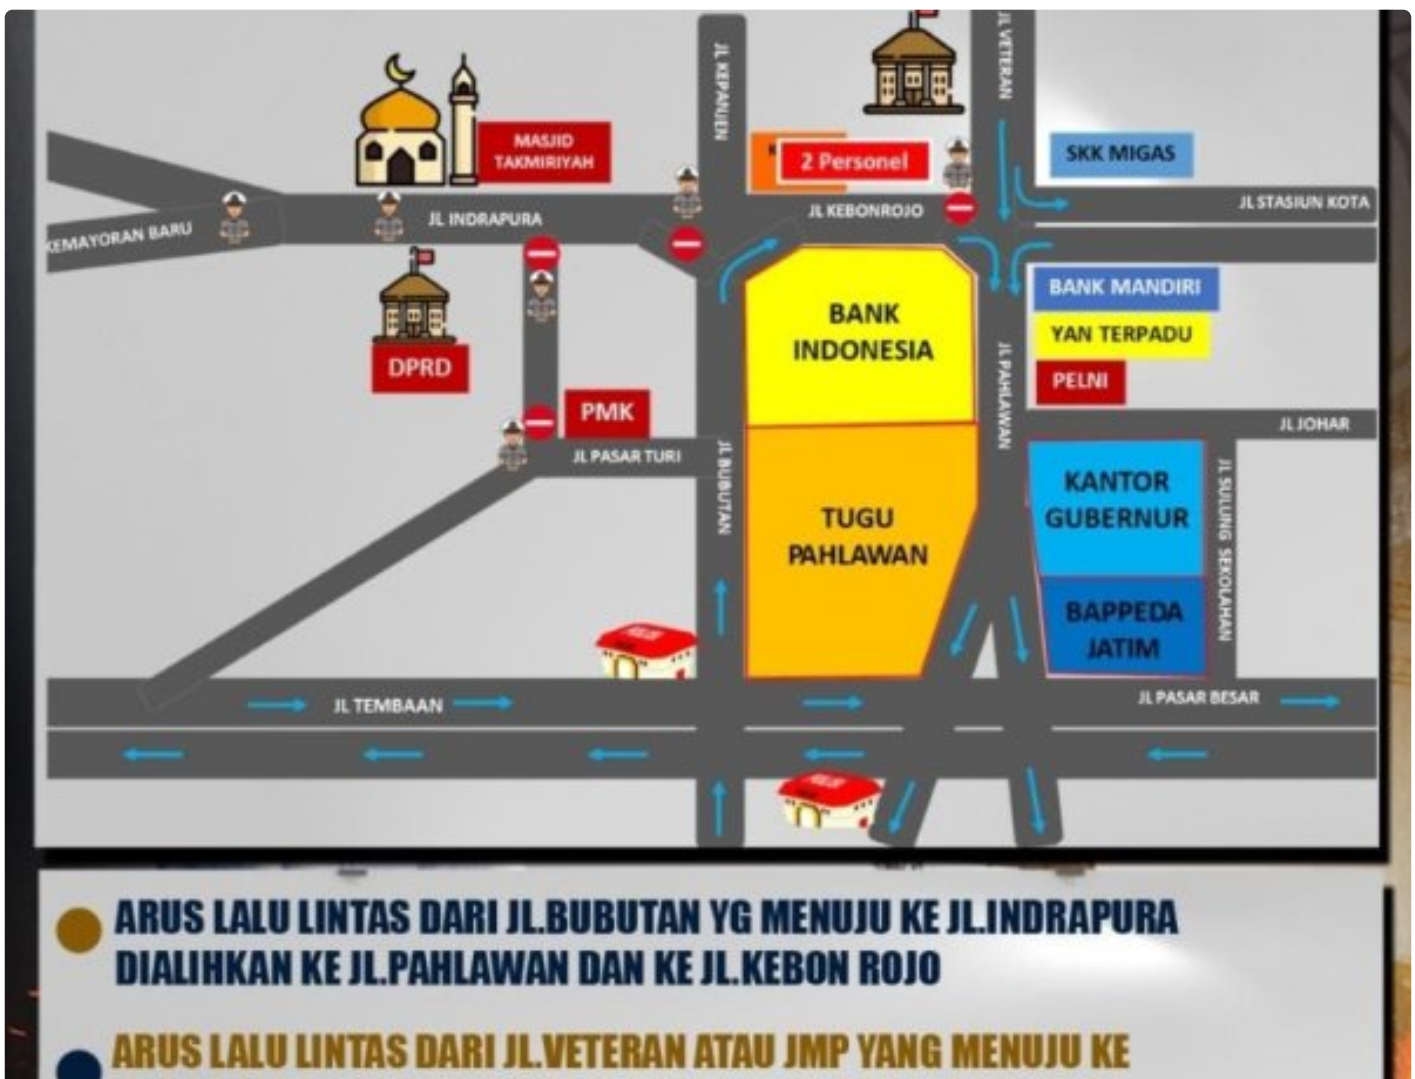 JL KEPANJEN
JL VETERAN
MASJID
TAKMIRIYAH
2 Personel
SKK MIGAS
JL INDRAPURA
JL KEBONROJO
JL STASIUN KOTA
KEMAYORAN BARU
BANK MANDIRI
YAN TERPADU
PELNI
BANK
INDONESIA
JL PAHLAWAN
DPRD
PMK
JL PASAR TURI
JL BUBUTAN
JL JOHAR
KANTOR
GUBERNUR
JL SULUNG SEKOLAHAN
TUGU
PAHLAWAN
BAPPEDA
JATIM
JL TEMBAAN
JL PASAR BESAR
ARUS LALU LINTAS DARI JL.BUBUTAN YG MENUJU KE JL.INDRAPURA
DIALIHKAN KE JL.PAHLAWAN DAN KE JL.KEBON ROJO
ARUS LALU LINTAS DARI JL.VETERAN ATAU JMP YANG MENUJU KE